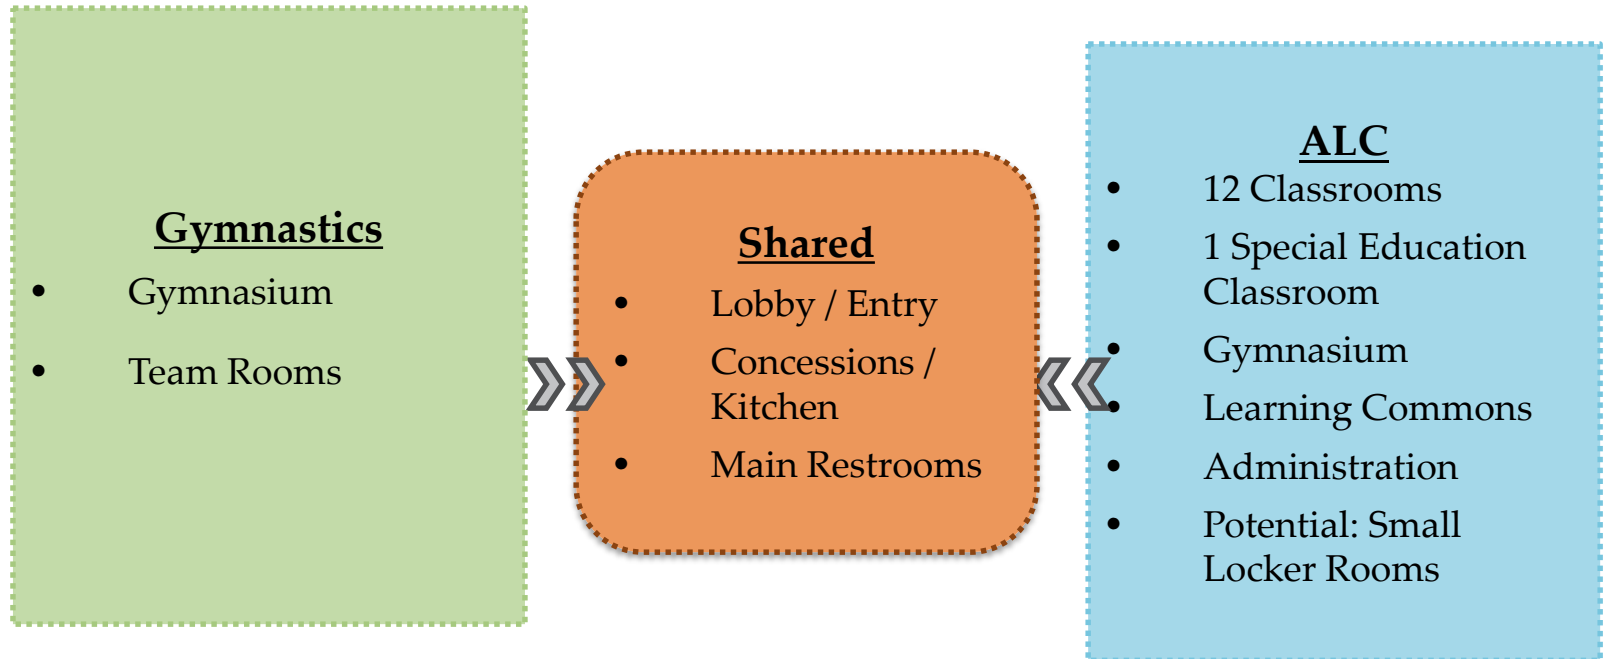 Gymnastics
• Gymnasium
• Team Rooms
Shared
• Lobby / Entry
• Concessions /
Kitchen
• Main Restrooms
ALC
• 12 Classrooms
• 1 Special Education
Classroom
• Gymnasium
• Learning Commons
• Administration
• Potential: Small
Locker Rooms